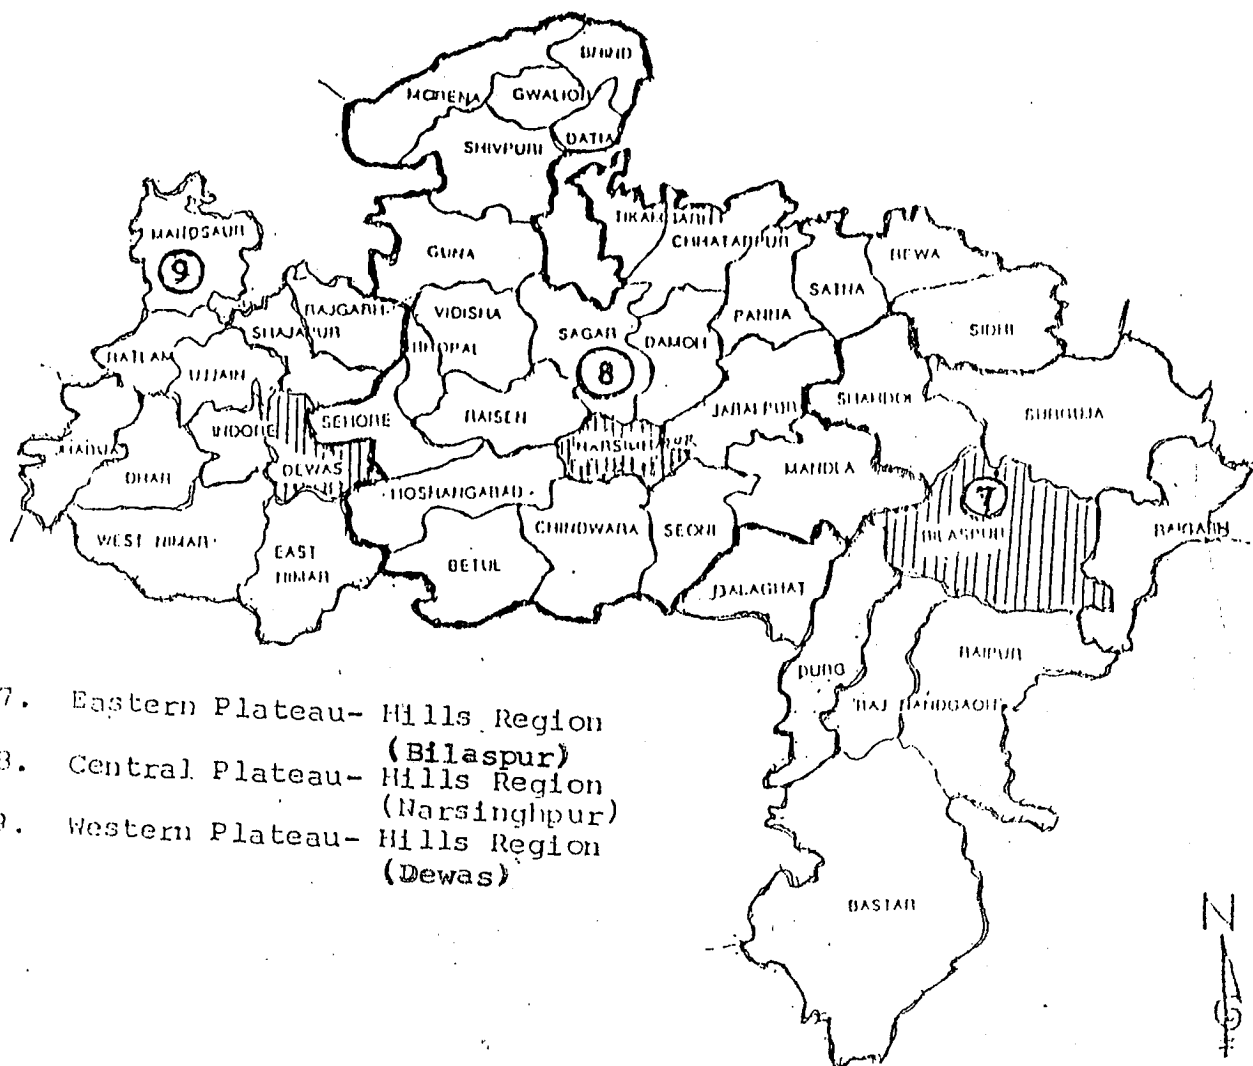 BHIND
MORENA
GWALIOR
DATIA
SHIVPURI
MANDSAUR
9
GUNA
TIKAMGARH
CHHATARPUR
REWA
RAJGARH
VIDISHA
PANNA
SATNA
SIDHI
SHAJAPUR
SAGAR
DAMOH
RATLAM
UJJAIN
BHOPAL
8
JABALPUR
SHAHDOL
SURGUJA
JHABUA
INDORE
SEHORE
RAISEN
NARSIMHAPUR
DHAR
DEWAS
HOSHANGABAD
MANDLA
7
BILASPUR
RAIGARH
WEST NIMAR
EAST
NIMAR
BETUL
CHINDWARA
SEONI
BALAGHAT
DURG
RAJ NANDGAON
RAIPUR
BASTAR
7. Eastern Plateau- Hills Region
(Bilaspur)
8. Central Plateau- Hills Region
(Narsinghpur)
9. Western Plateau- Hills Region
(Dewas)
N